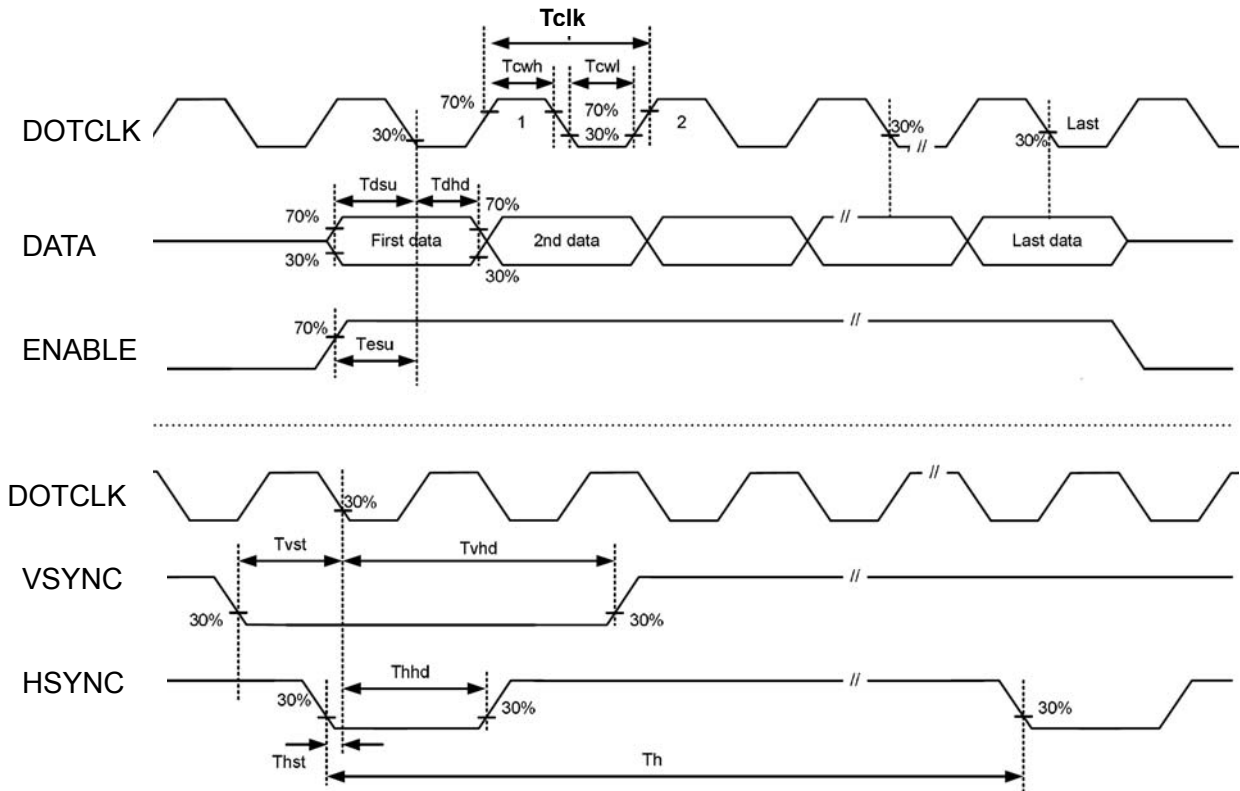 Tclk
Tcwh Tcwl
70% 70%
DOTCLK 30% 1 30% 2 30% // 30% Last
Tdsu Tdhd
70% 70%
DATA First data 2nd data // Last data
30% 30%
70% //
ENABLE Tesu
DOTCLK 30% //
Tvst Tvhd
VSYNC //
30% 30%
HSYNC Thhd //
30% 30% 30%
Thst Th